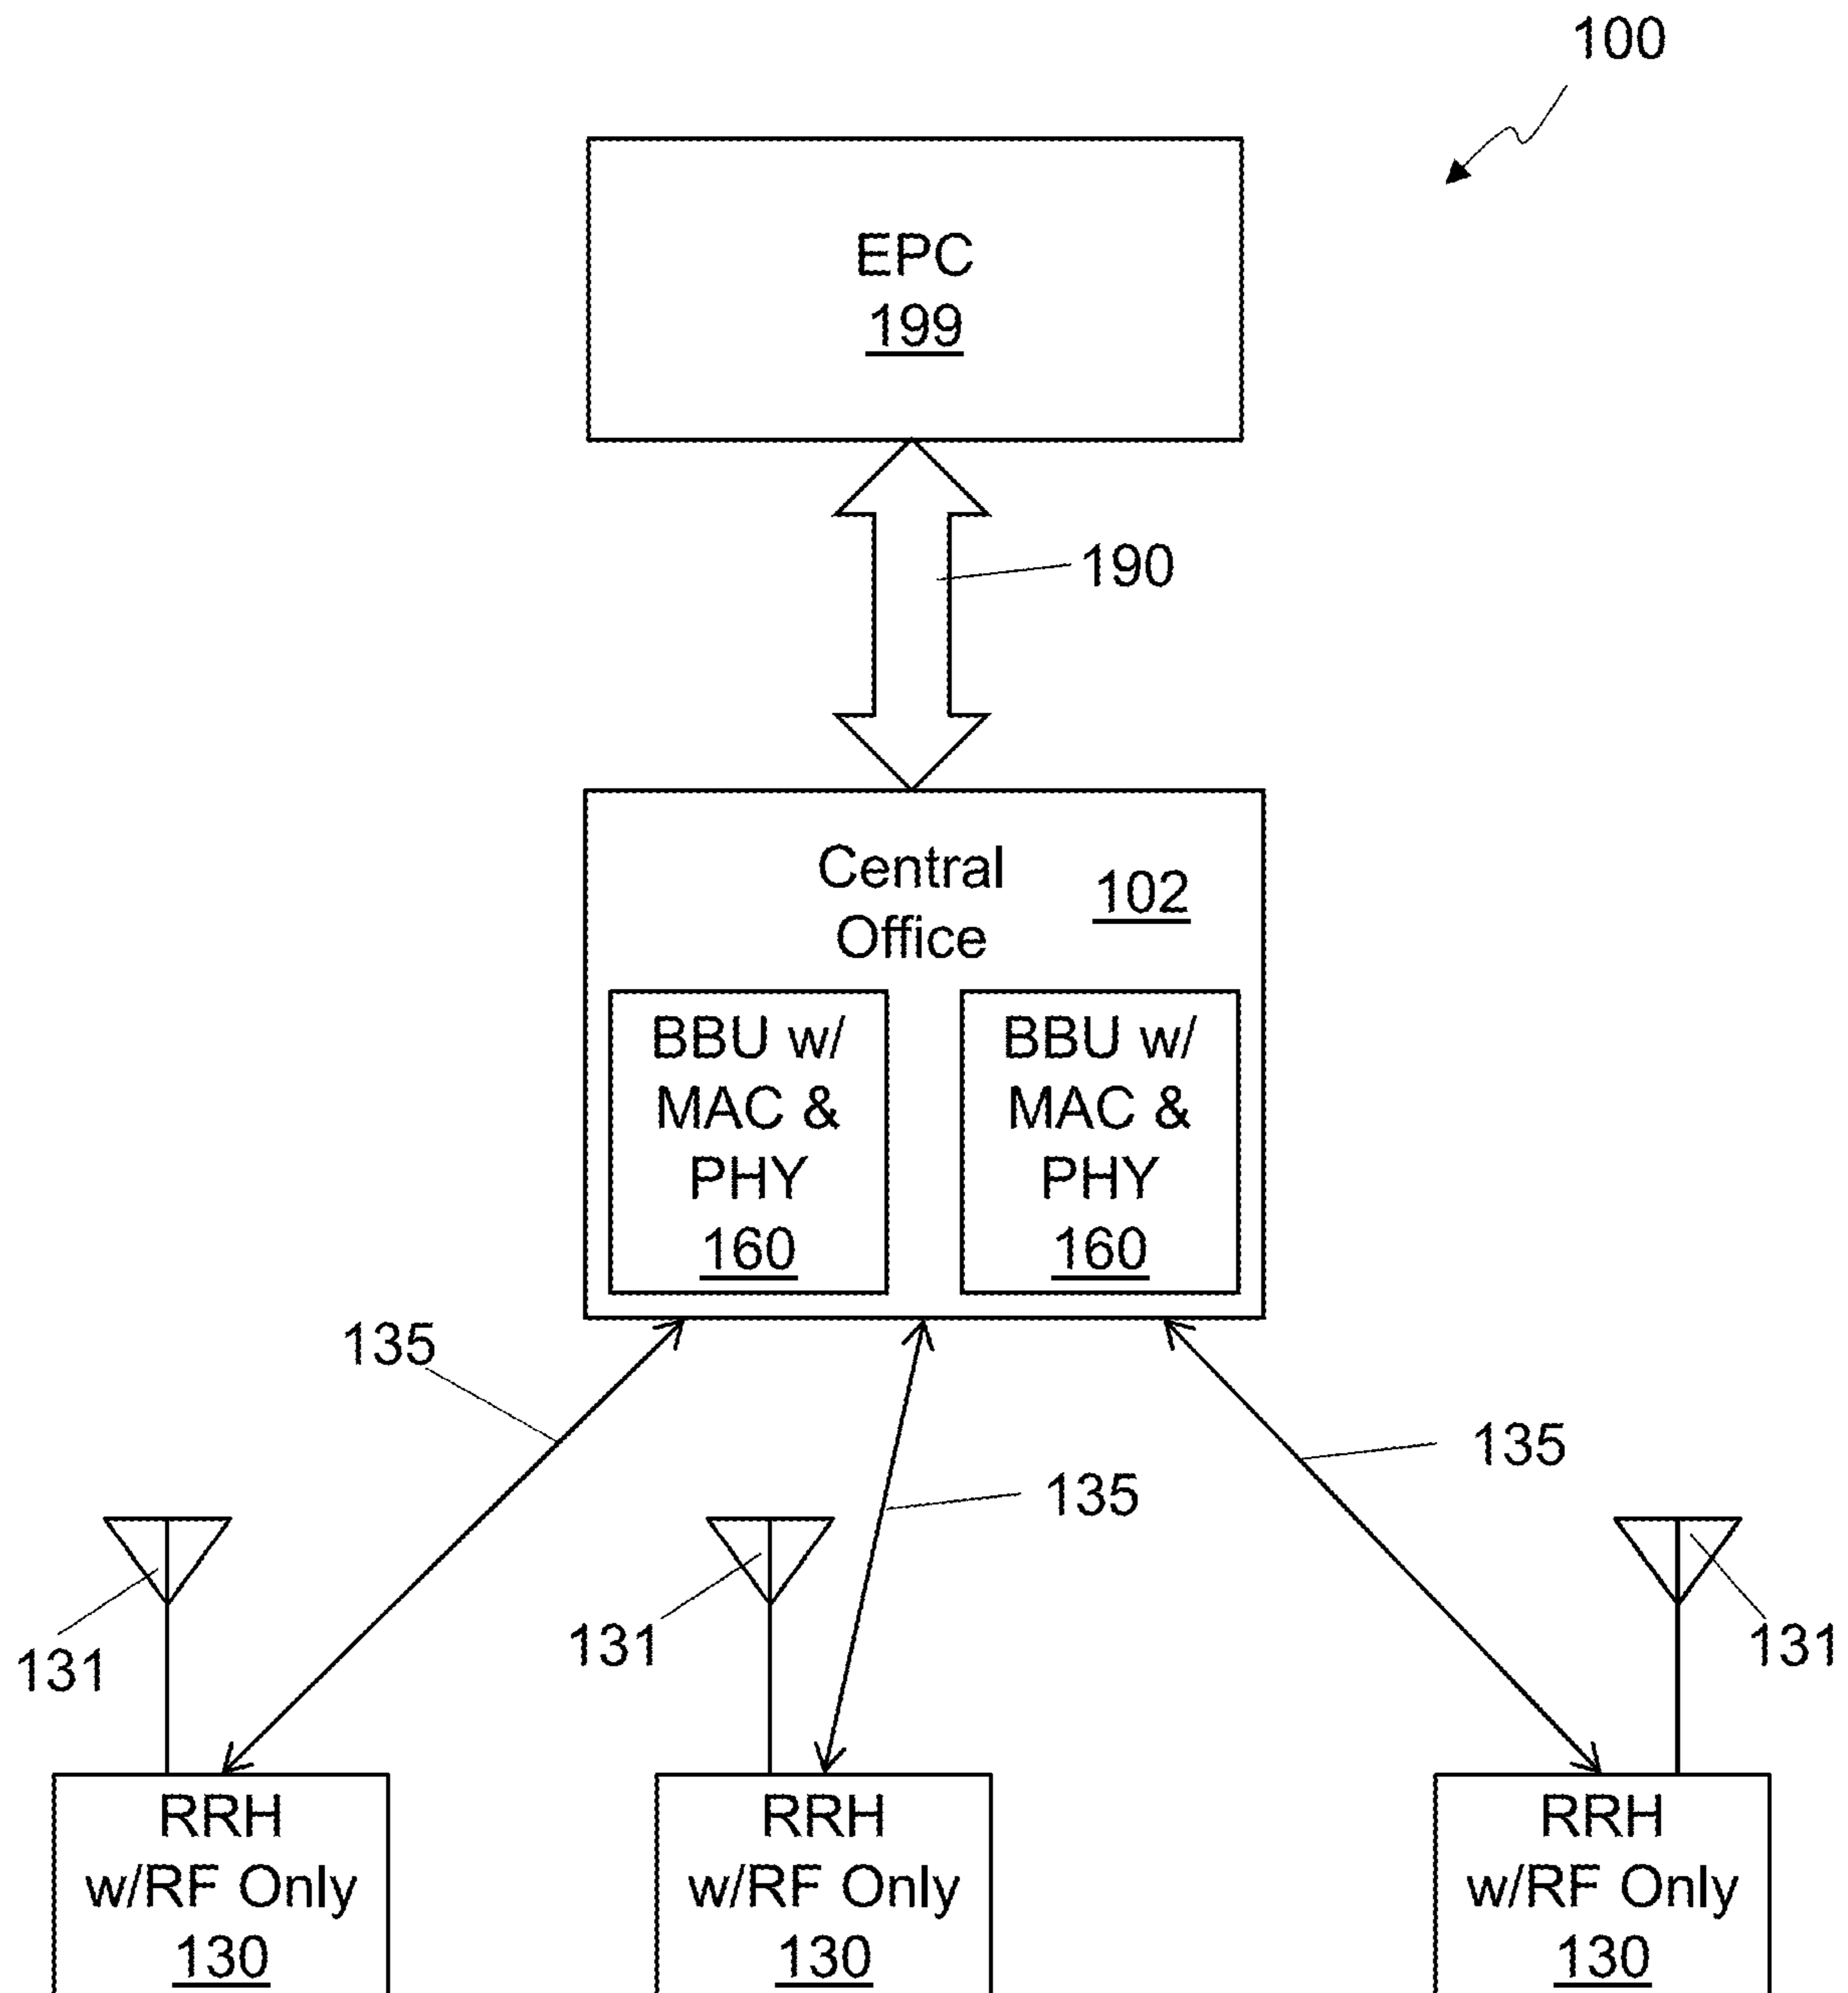 100
EPC
199
190
Central
Office
102
BBU w/
MAC &
PHY
160
BBU w/
MAC &
PHY
160
135
135
135
131
131
131
RRH
w/RF Only
130
RRH
w/RF Only
130
RRH
w/RF Only
130